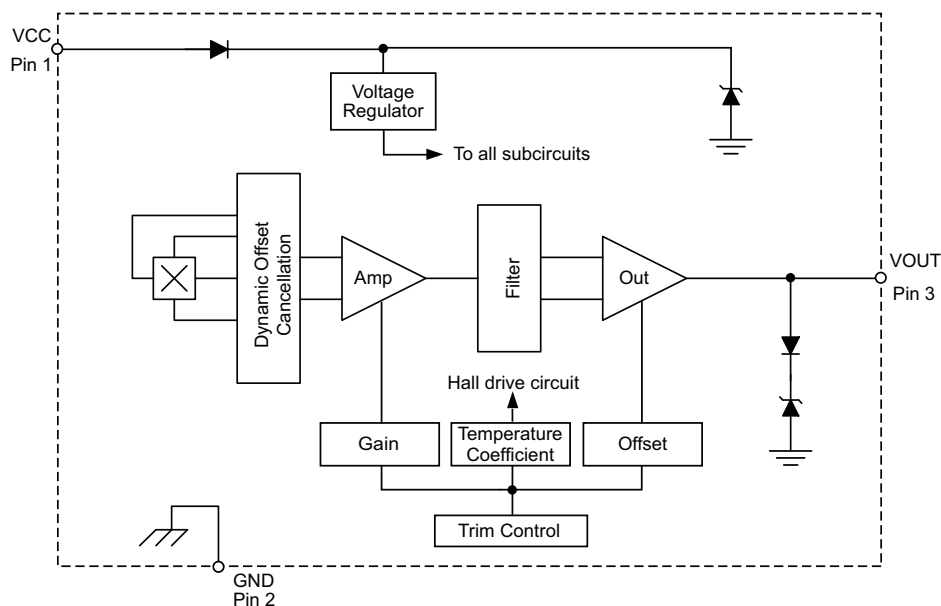 VCC
Pin 1
Voltage
Regulator
To all subcircuits
Dynamic Offset
Cancellation
Amp
Filter
Out
VOUT
Pin 3
Hall drive circuit
Gain
Temperature
Coefficient
Offset
Trim Control
GND
Pin 2